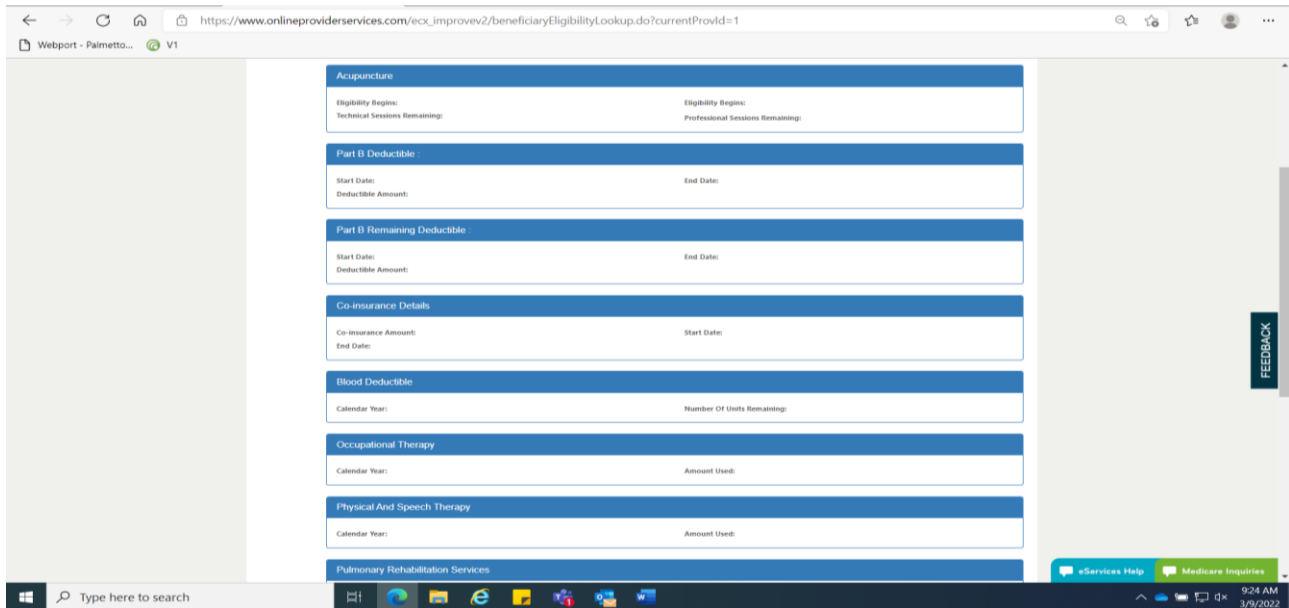 https://www.onlineproviderservices.com/ecx_improvev2/beneficiaryEligibilityLookup.do?currentProvId=1
Webport - Palmetto... V1
Acupuncture
Eligibility Begins: Eligibility Begins:
Technical Sessions Remaining: Professional Sessions Remaining:
Part B Deductible :
Start Date: End Date:
Deductible Amount:
Part B Remaining Deductible :
Start Date: End Date:
Deductible Amount:
Co-insurance Details
Co-insurance Amount: Start Date:
End Date:
FEEDBACK
Blood Deductible
Calendar Year: Number Of Units Remaining:
Occupational Therapy
Calendar Year: Amount Used:
Physical And Speech Therapy
Calendar Year: Amount Used:
Pulmonary Rehabilitation Services
eServices Help Medicare Inquiries
Type here to search
9:24 AM
3/9/2022